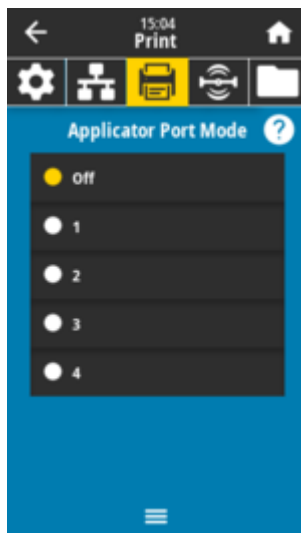 15:04
Print
Applicator Port Mode ?
Off
1
2
3
4